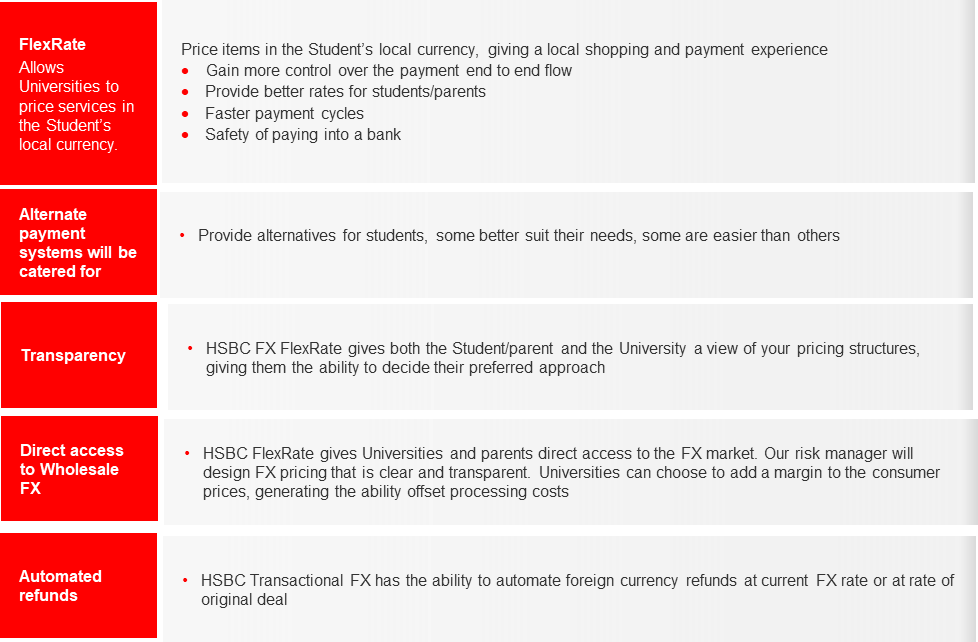 FlexRate
Allows
Universities to
price services in
the Student's
local currency.
Price items in the Student's local currency, giving a local shopping and payment experience
• Gain more control over the payment end to end flow
• Provide better rates for students/parents
• Faster payment cycles
• Safety of paying into a bank
Alternate
payment
systems will be
catered for
• Provide alternatives for students, some better suit their needs, some are easier than others
Transparency
• HSBC FX FlexRate gives both the Student/parent and the University a view of your pricing structures,
giving them the ability to decide their preferred approach
Direct access
to Wholesale
FX
• HSBC FlexRate gives Universities and parents direct access to the FX market. Our risk manager will
design FX pricing that is clear and transparent. Universities can choose to add a margin to the consumer
prices, generating the ability offset processing costs
Automated
refunds
• HSBC Transactional FX has the ability to automate foreign currency refunds at current FX rate or at rate of
original deal